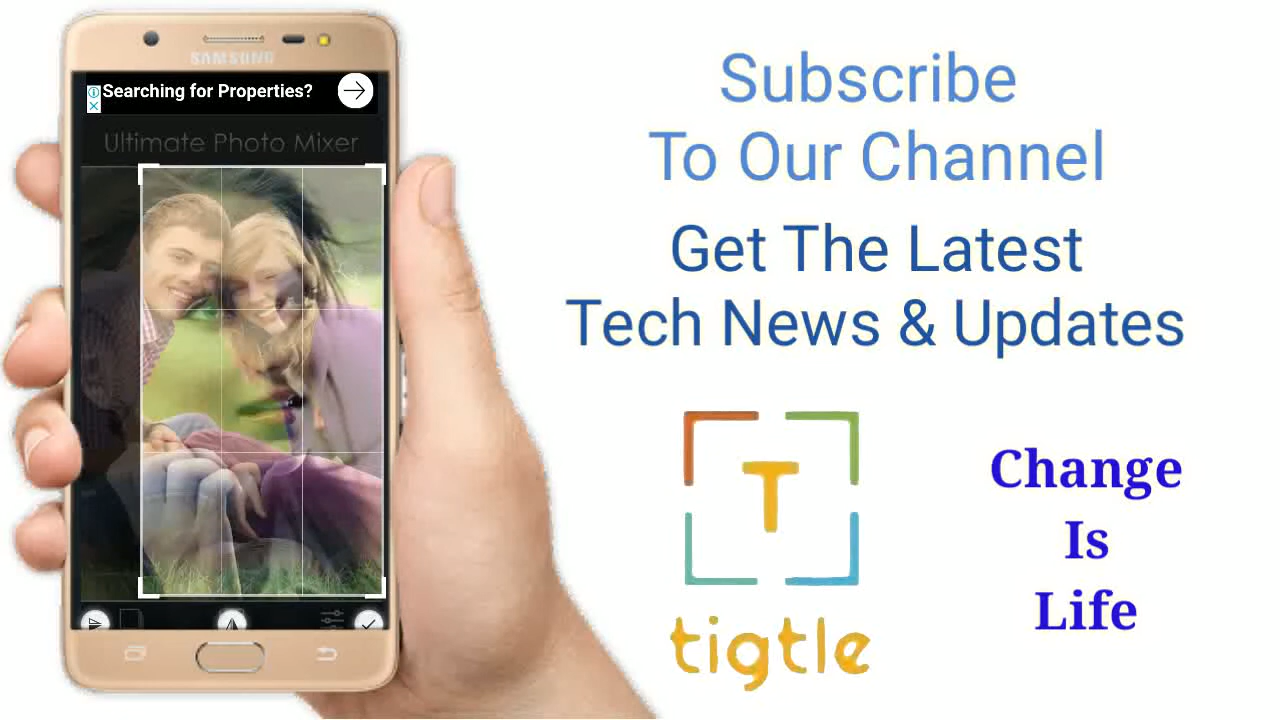 SAMSUNG
Searching for Properties?
Ultimate Photo Mixer
Subscribe
To Our Channel
Get The Latest
Tech News & Updates
T
tigtle
Change
Is
Life